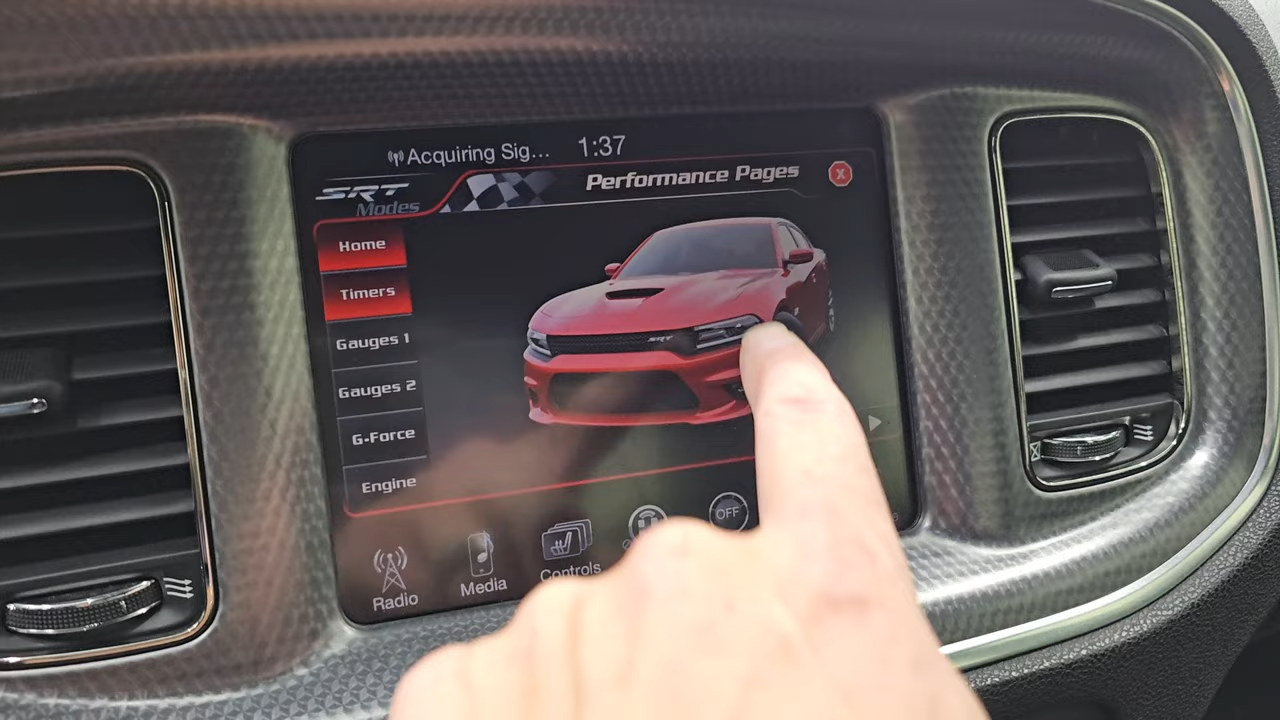 Acquiring Sig... 1:37
SRT Performance Pages X
Modes
Home
Timers
Gauges 1
Gauges 2
G-Force
Engine
SRT
OFF
Radio Media Controls